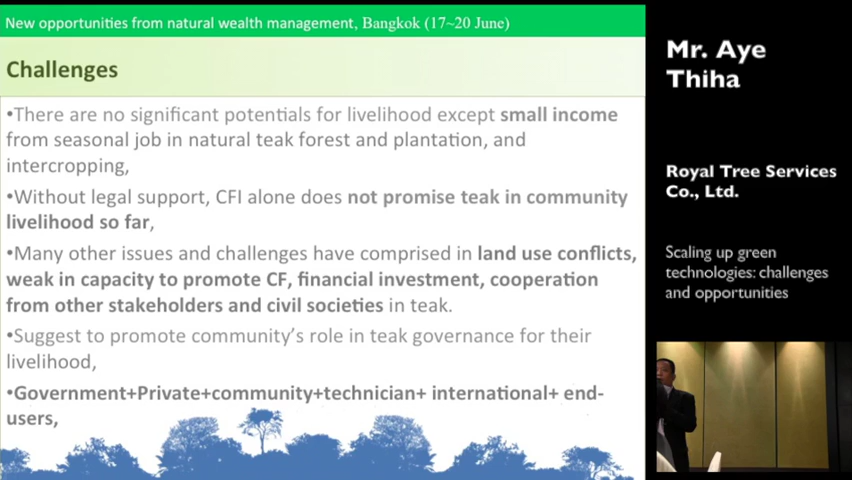 New opportunities from natural wealth management, Bangkok (17~20 June)
Challenges
•There are no significant potentials for livelihood except small income
from seasonal job in natural teak forest and plantation, and
intercropping,
•Without legal support, CFI alone does not promise teak in community
livelihood so far,
•Many other issues and challenges have comprised in land use conflicts,
weak in capacity to promote CF, financial investment, cooperation
from other stakeholders and civil societies in teak.
•Suggest to promote community's role in teak governance for their
livelihood,
•Government+Private+community+technician+ international+ end-
users,
Mr. Aye
Thiha
Royal Tree Services
Co., Ltd.
Scaling up green
technologies: challenges
and opportunities